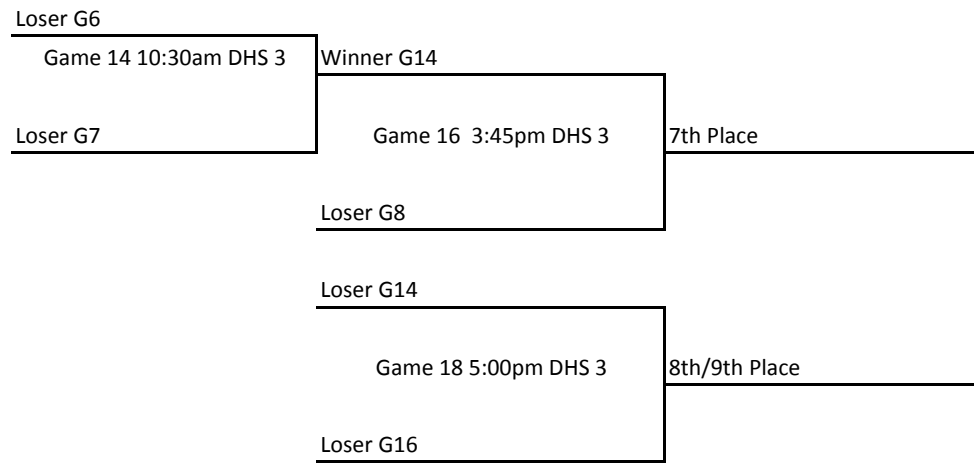 Loser G6
Game 14 10:30am DHS 3
Winner G14
Loser G7
Game 16  3:45pm DHS 3
7th Place
Loser G8
Loser G14
Game 18 5:00pm DHS 3
8th/9th Place
Loser G16